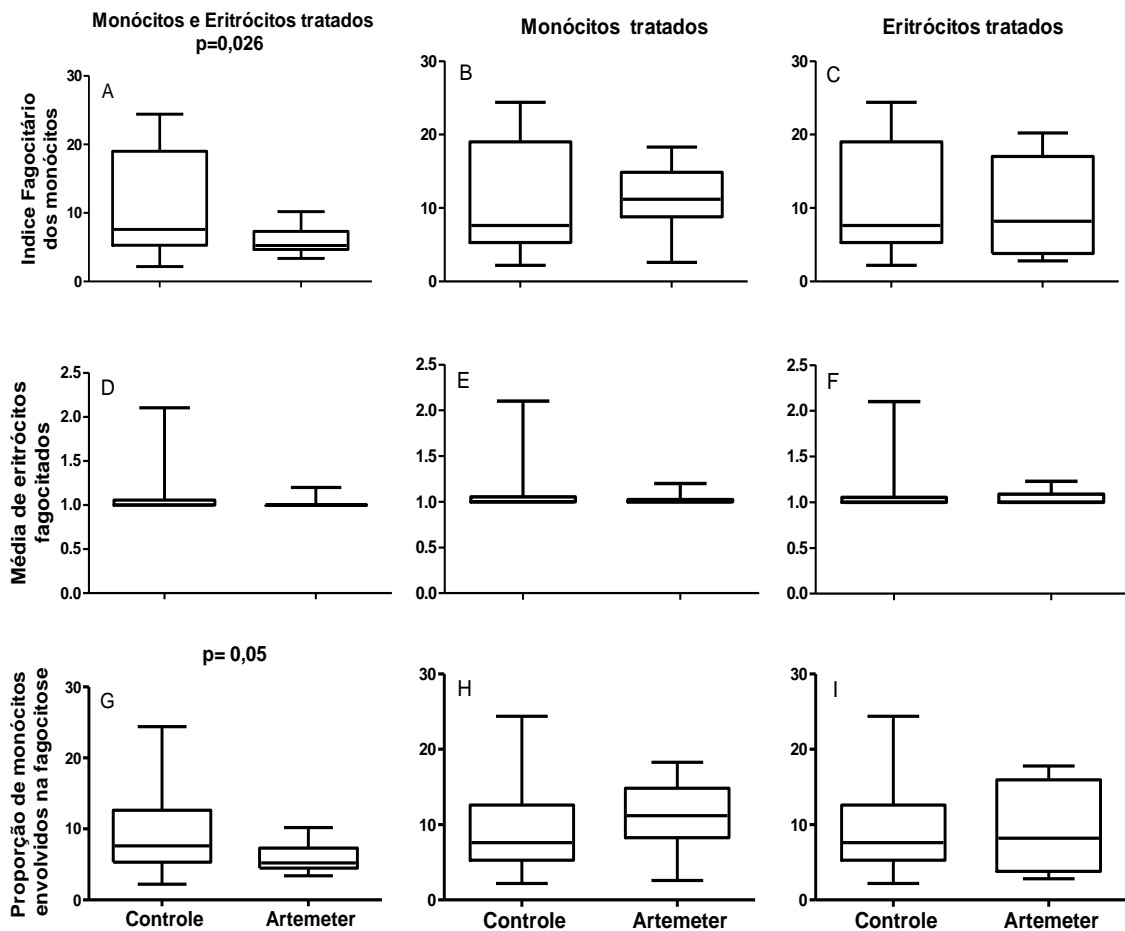 Monócitos e Eritrócitos tratados
p=0,026
Monócitos tratados
Eritrócitos tratados
Indice Fagocitário
dos monócitos
A
30
20
10
0
B
30
20
10
0
C
30
20
10
0
Média de eritrócitos
fagocitados
D
2.5
2.0
1.5
1.0
0.5
0.0
E
2.5
2.0
1.5
1.0
0.5
0.0
F
2.5
2.0
1.5
1.0
0.5
0.0
p= 0,05
Proporção de monócitos
envolvidos na fagocitose
G
30
20
10
0
H
30
20
10
0
I
30
20
10
0
Controle Artemeter
Controle Artemeter
Controle Artemeter